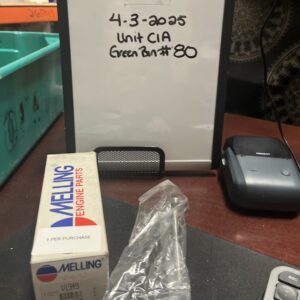 4-3-2025
Unit C1A
Green Bin # 80
MELLING
ENGINE PARTS
1 PER-PURCHASE
MELLING